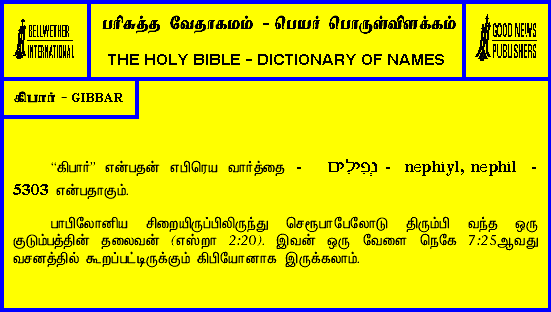 BELLWETHER
INTERNATIONAL
பரிசுத்த வேதாகமம் - பெயர் பொருள்விளக்கம்
THE HOLY BIBLE - DICTIONARY OF NAMES
GOOD NEWS
PUBLISHERS
கிபார் - GIBBAR
“கிபார்” என்பதன் எபிரெய வார்த்தை - נְפִילִים - nephiyl, nephil -
5303 என்பதாகும்.
பாபிலோனிய சிறையிருப்பிலிருந்து செரூபாபேலோடு திரும்பி வந்த ஒரு
குடும்பத்தின் தலைவன் (எஸ்றா 2:20). இவன் ஒரு வேளை நெகே 7:25ஆவது
வசனத்தில் கூறப்பட்டிருக்கும் கிபியோனாக இருக்கலாம்.